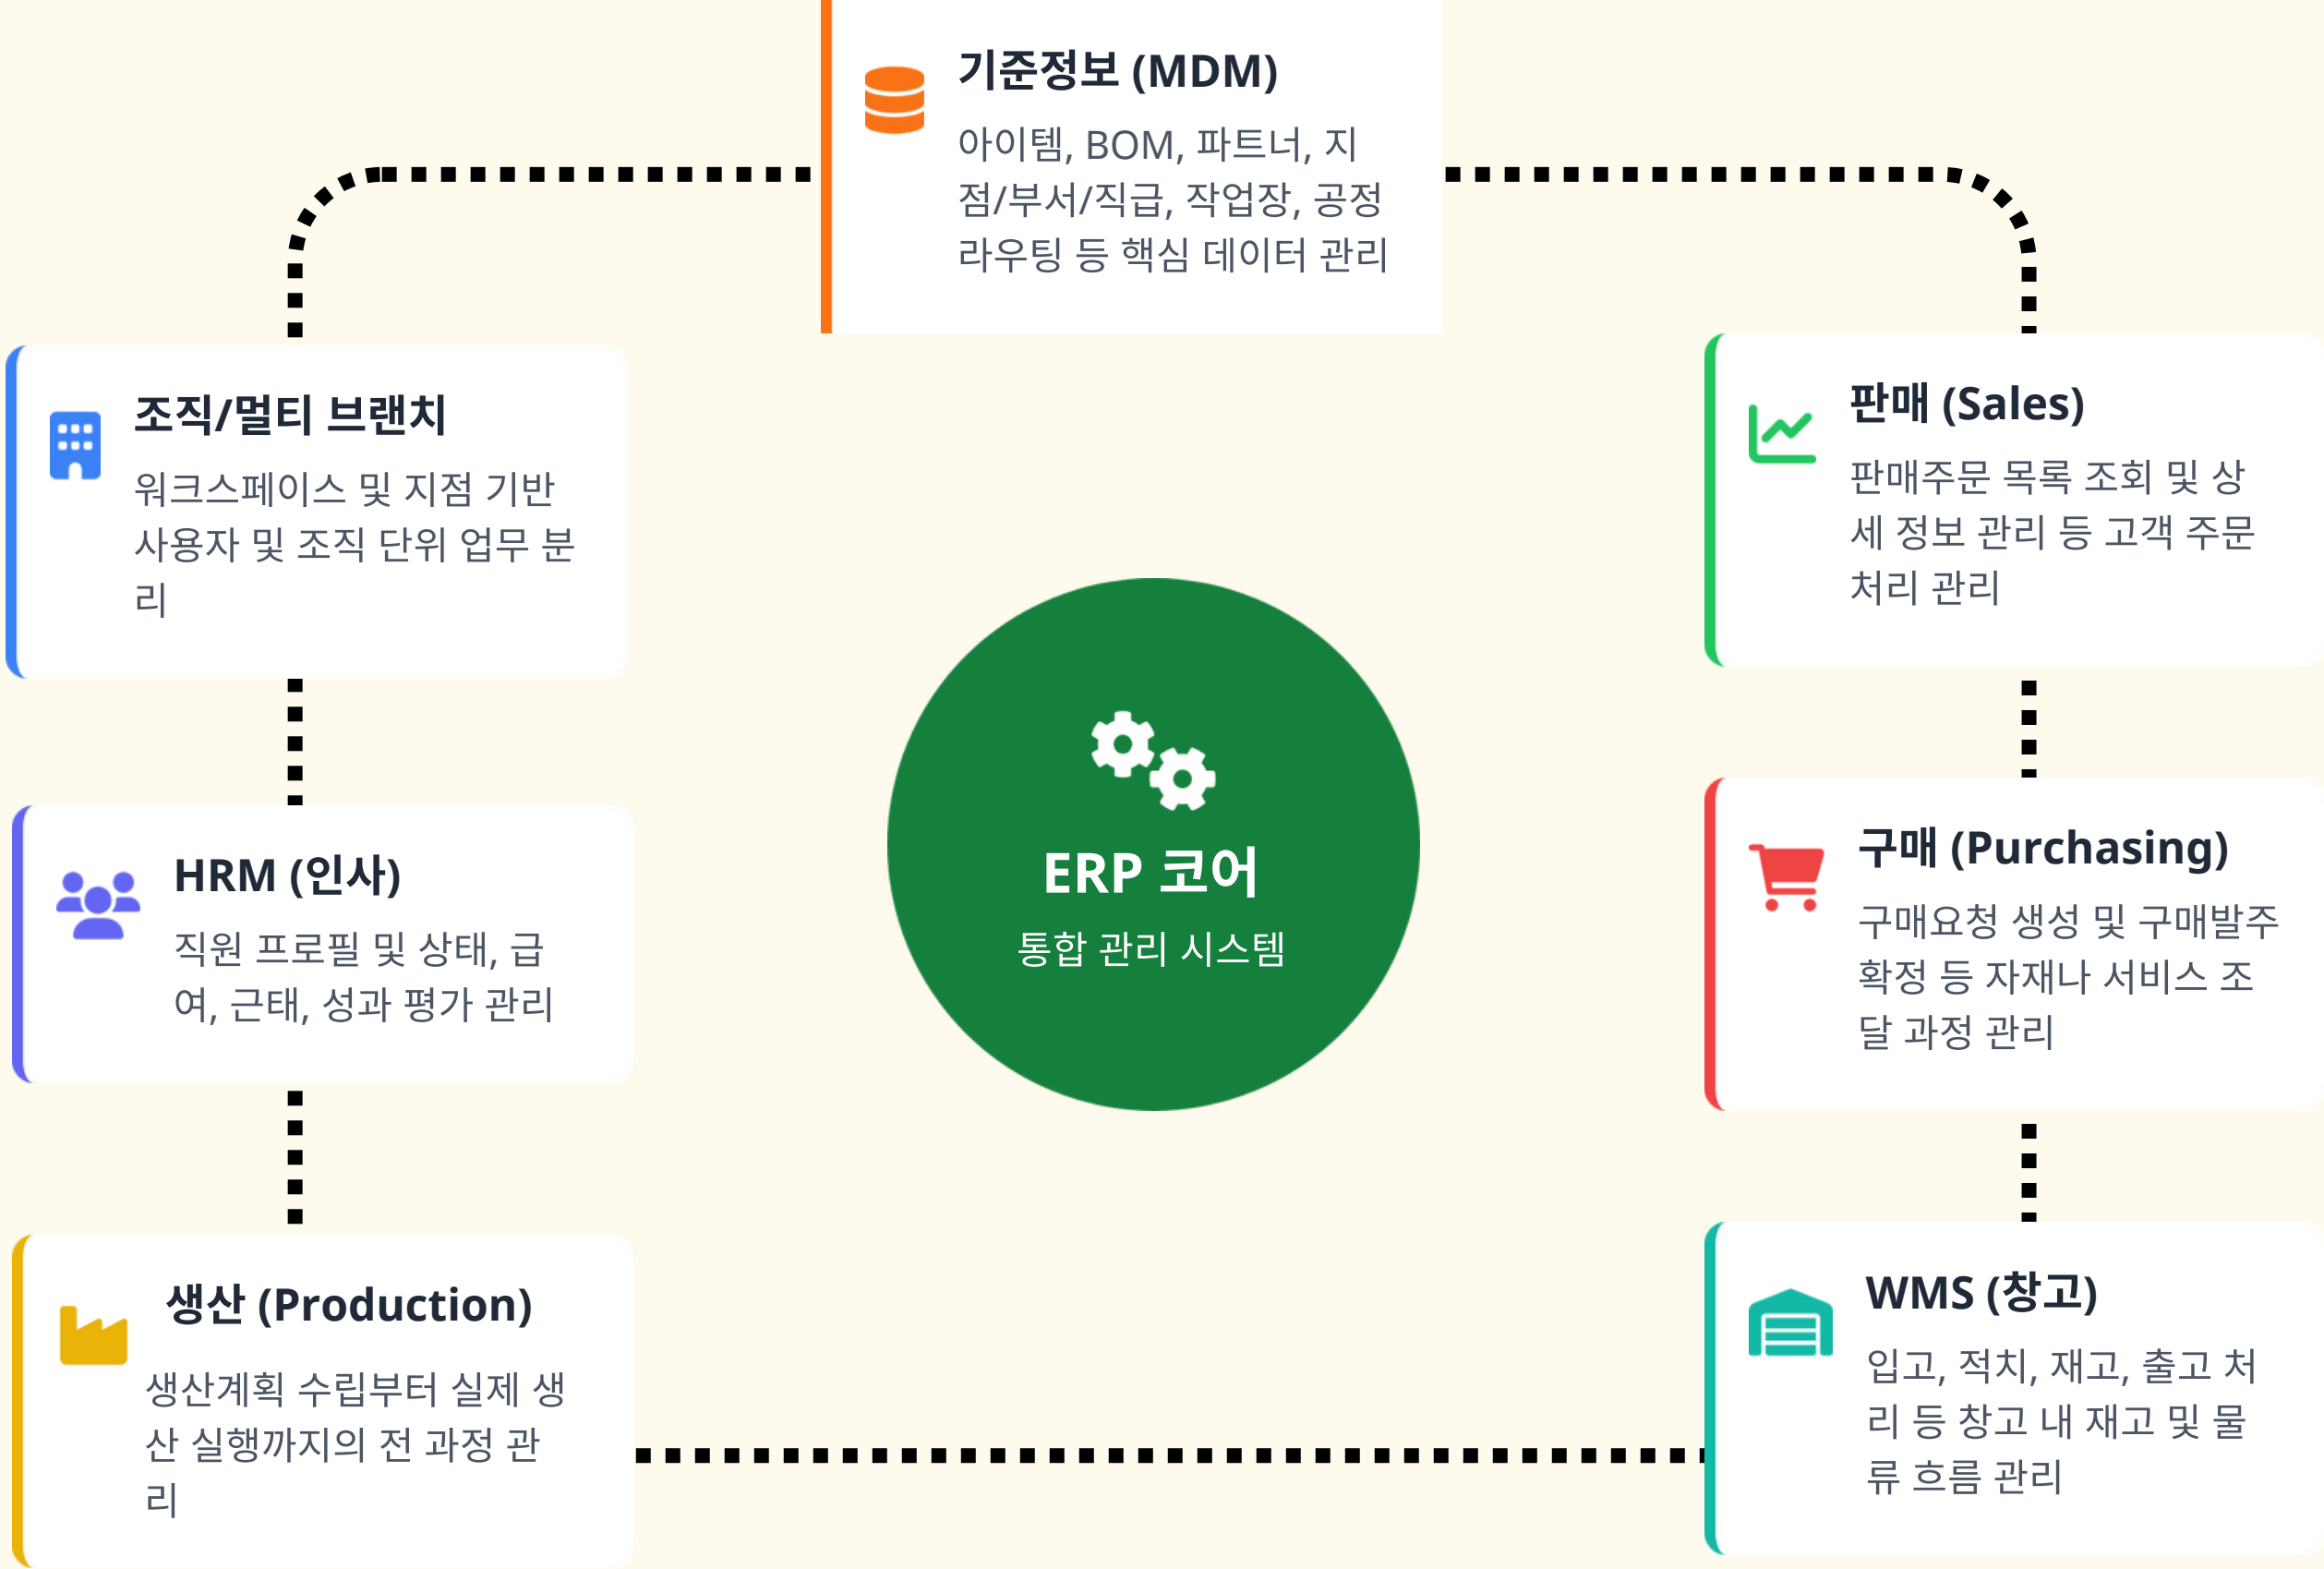 기준정보 (MDM)
아이템, BOM, 파트너, 지
점/부서/직급, 작업장, 공정
라우팅 등 핵심 데이터 관리
조직/멀티 브랜치
워크스페이스 및 지점 기반
사용자 및 조직 단위 업무 분
리
판매 (Sales)
판매주문 목록 조회 및 상
세 정보 관리 등 고객 주문
처리 관리
ERP 코어
통합 관리 시스템
HRM (인사)
직원 프로필 및 상태, 급
여, 근태, 성과 평가 관리
구매 (Purchasing)
구매요청 생성 및 구매발주
확정 등 자재나 서비스 조
달 과정 관리
생산 (Production)
생산계획 수립부터 실제 생
산 실행까지의 전 과정 관
리
WMS (창고)
입고, 적치, 재고, 출고 처
리 등 창고 내 재고 및 물
류 흐름 관리